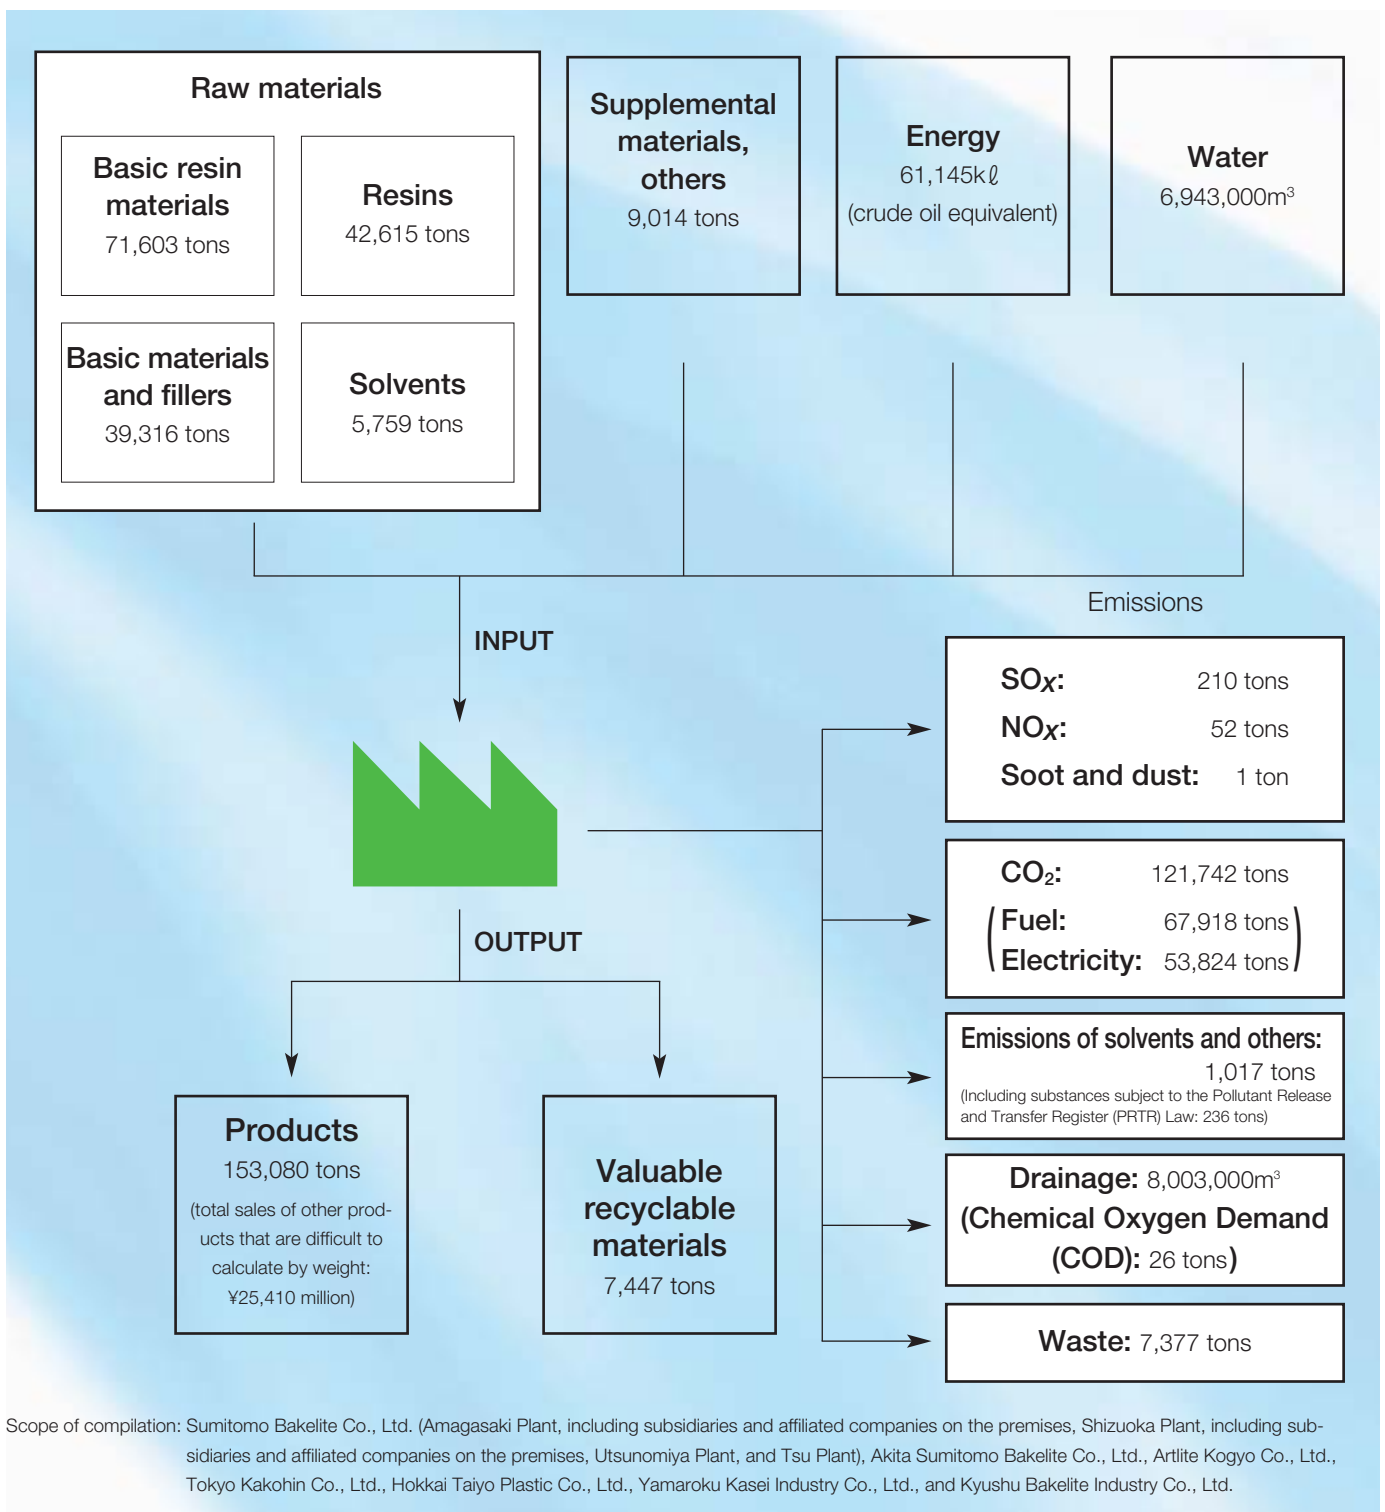 Raw materials
Basic resin
materials
71,603 tons
Resins
42,615 tons
Basic materials
and fillers
39,316 tons
Solvents
5,759 tons
Supplemental
materials,
others
9,014 tons
Energy
61,145kℓ
(crude oil equivalent)
Water
6,943,000m³
INPUT
OUTPUT
Products
153,080 tons
(total sales of other prod-
ucts that are difficult to
calculate by weight:
¥25,410 million)
Valuable
recyclable
materials
7,447 tons
Emissions
SOx: 210 tons
NOx: 52 tons
Soot and dust: 1 ton
CO₂: 121,742 tons
(Fuel: 67,918 tons
Electricity: 53,824 tons)
Emissions of solvents and others:
1,017 tons
(Including substances subject to the Pollutant Release
and Transfer Register (PRTR) Law: 236 tons)
Drainage: 8,003,000m³
(Chemical Oxygen Demand
(COD): 26 tons)
Waste: 7,377 tons
Scope of compilation: Sumitomo Bakelite Co., Ltd. (Amagasaki Plant, including subsidiaries and affiliated companies on the premises, Shizuoka Plant, including sub-
sidiaries and affiliated companies on the premises, Utsunomiya Plant, and Tsu Plant), Akita Sumitomo Bakelite Co., Ltd., Artlite Kogyo Co., Ltd.,
Tokyo Kakohin Co., Ltd., Hokkai Taiyo Plastic Co., Ltd., Yamaroku Kasei Industry Co., Ltd., and Kyushu Bakelite Industry Co., Ltd.